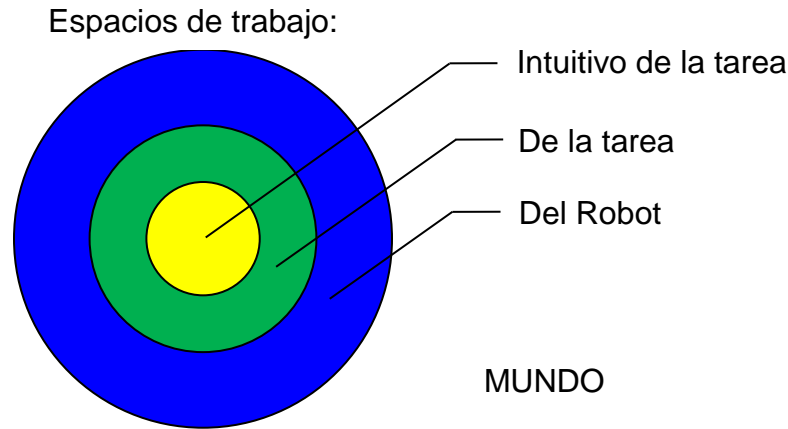 Espacios de trabajo:
Intuitivo de la tarea
De la tarea
Del Robot
MUNDO